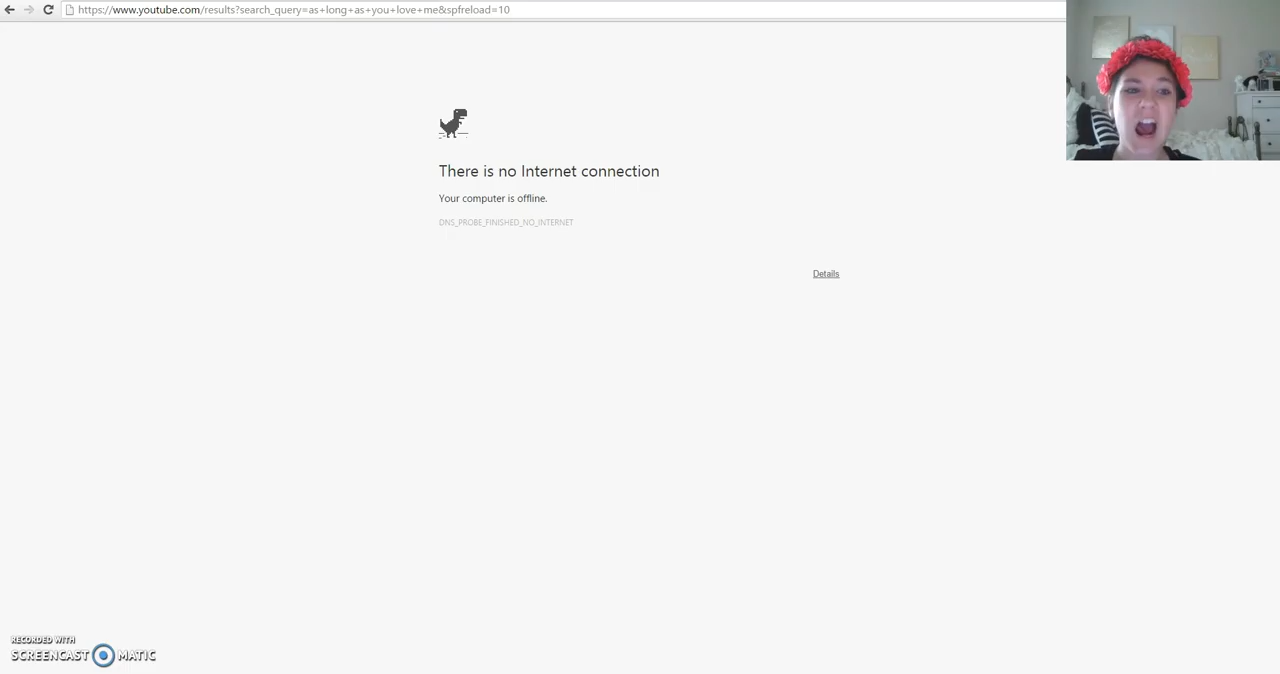 https://www.youtube.com/results?search_query=as+long+as+you+love+me&spfreload=10
There is no Internet connection
Your computer is offline.
DNS_PROBE_FINISHED_NO_INTERNET
Details
RECORDED WITH
SCREENCAST MATIC